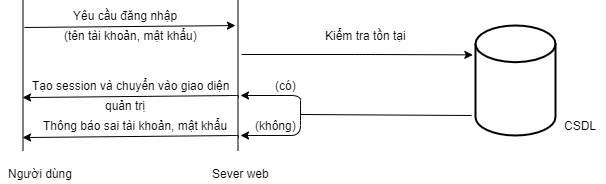 Yêu cầu đăng nhập
(tên tài khoản, mật khẩu)
Kiểm tra tồn tại
Tạo session và chuyển vào giao diện
quản trị
(có)
Thông báo sai tài khoản, mật khẩu
(không)
CSDL
Người dùng
Sever web